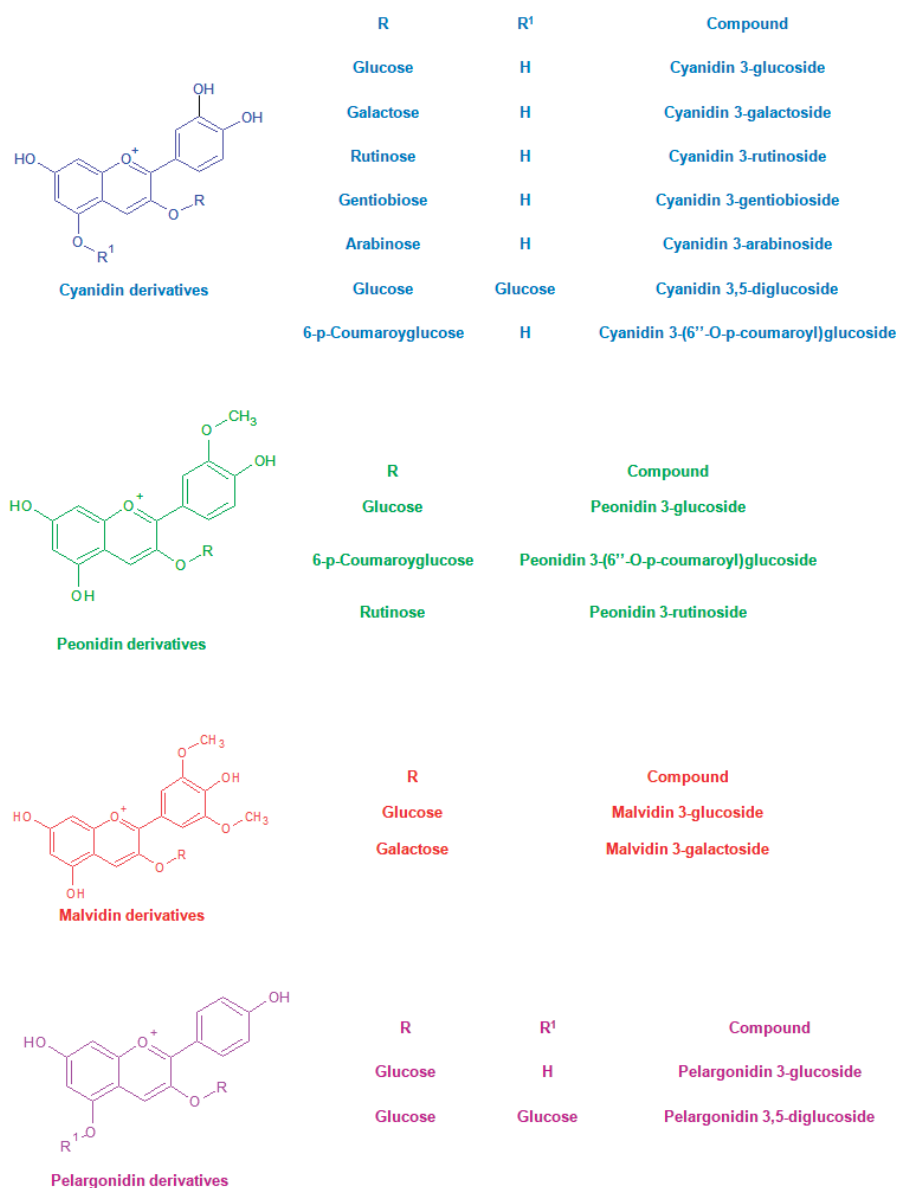 R R¹ Compound
Glucose H Cyanidin 3-glucoside
Galactose H Cyanidin 3-galactoside
Rutinose H Cyanidin 3-rutinoside
Gentiobiose H Cyanidin 3-gentiobioside
Arabinose H Cyanidin 3-arabinoside
Glucose Glucose Cyanidin 3,5-diglucoside
6-p-Coumaroyglucose H Cyanidin 3-(6''-O-p-coumaroyl)glucoside
OH
OH
HO O⁺
O R
O
R¹
Cyanidin derivatives
R Compound
Glucose Peonidin 3-glucoside
6-p-Coumaroyglucose Peonidin 3-(6''-O-p-coumaroyl)glucoside
Rutinose Peonidin 3-rutinoside
O CH₃
OH
HO O⁺
R
O
OH
Peonidin derivatives
R Compound
Glucose Malvidin 3-glucoside
Galactose Malvidin 3-galactoside
CH₃
O
OH
HO O⁺
O CH₃
R
O
OH
Malvidin derivatives
R R¹ Compound
Glucose H Pelargonidin 3-glucoside
Glucose Glucose Pelargonidin 3,5-diglucoside
OH
HO O⁺
R
O
O
R¹
Pelargonidin derivatives